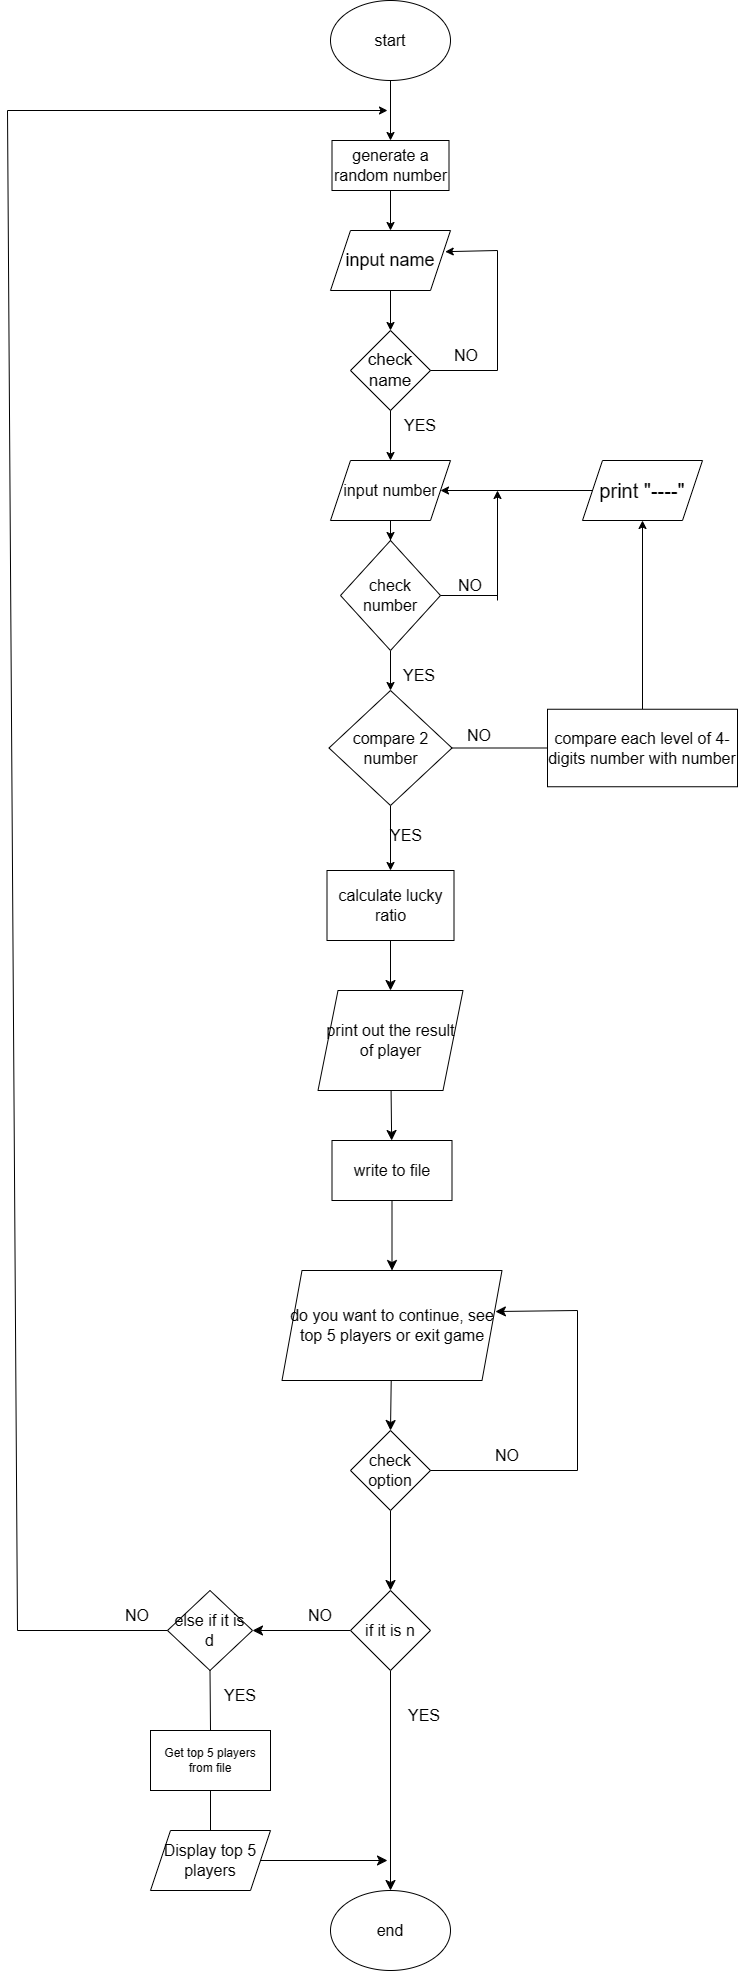 start
generate a
random number
input name
check
name
NO
YES
input number
print "----"
check
number
NO
YES
compare 2
number
NO
compare each level of 4-
digits number with number
YES
calculate lucky
ratio
print out the result
of player
write to file
do you want to continue, see
top 5 players or exit game
check
option
NO
if it is n
NO
else if it is
d
NO
YES
YES
Get top 5 players
from file
Display top 5
players
end